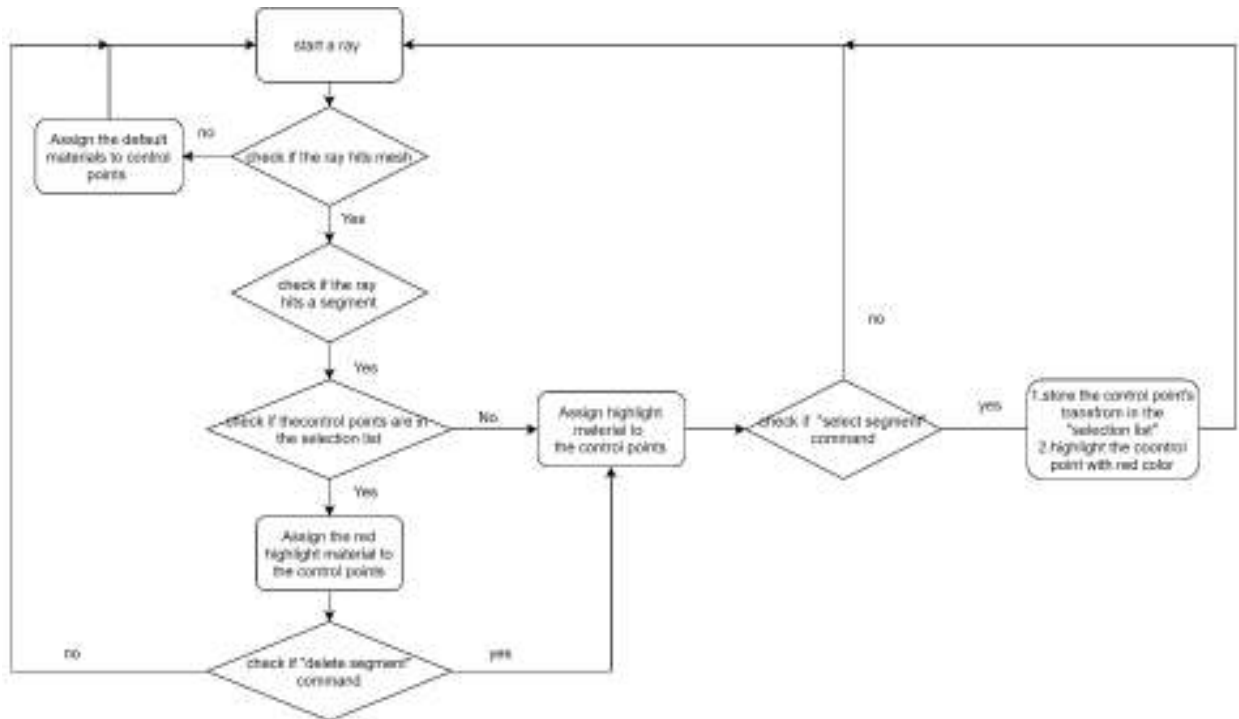 start a ray
no
Assign the default
materials to control
points
check if the ray hits mesh
Yes
check if the ray
hits a segment
no
Yes
check if thecontrol points are in
the selection list
No
Assign highlight
material to
the control points
check if "select segment"
command
yes
1.store the control point's
transfrom in the
"selection list"
2.highlight the coontrol
point with red color
Yes
Assign the red
highlight material to
the control points
no
check if "delete segment"
command
yes